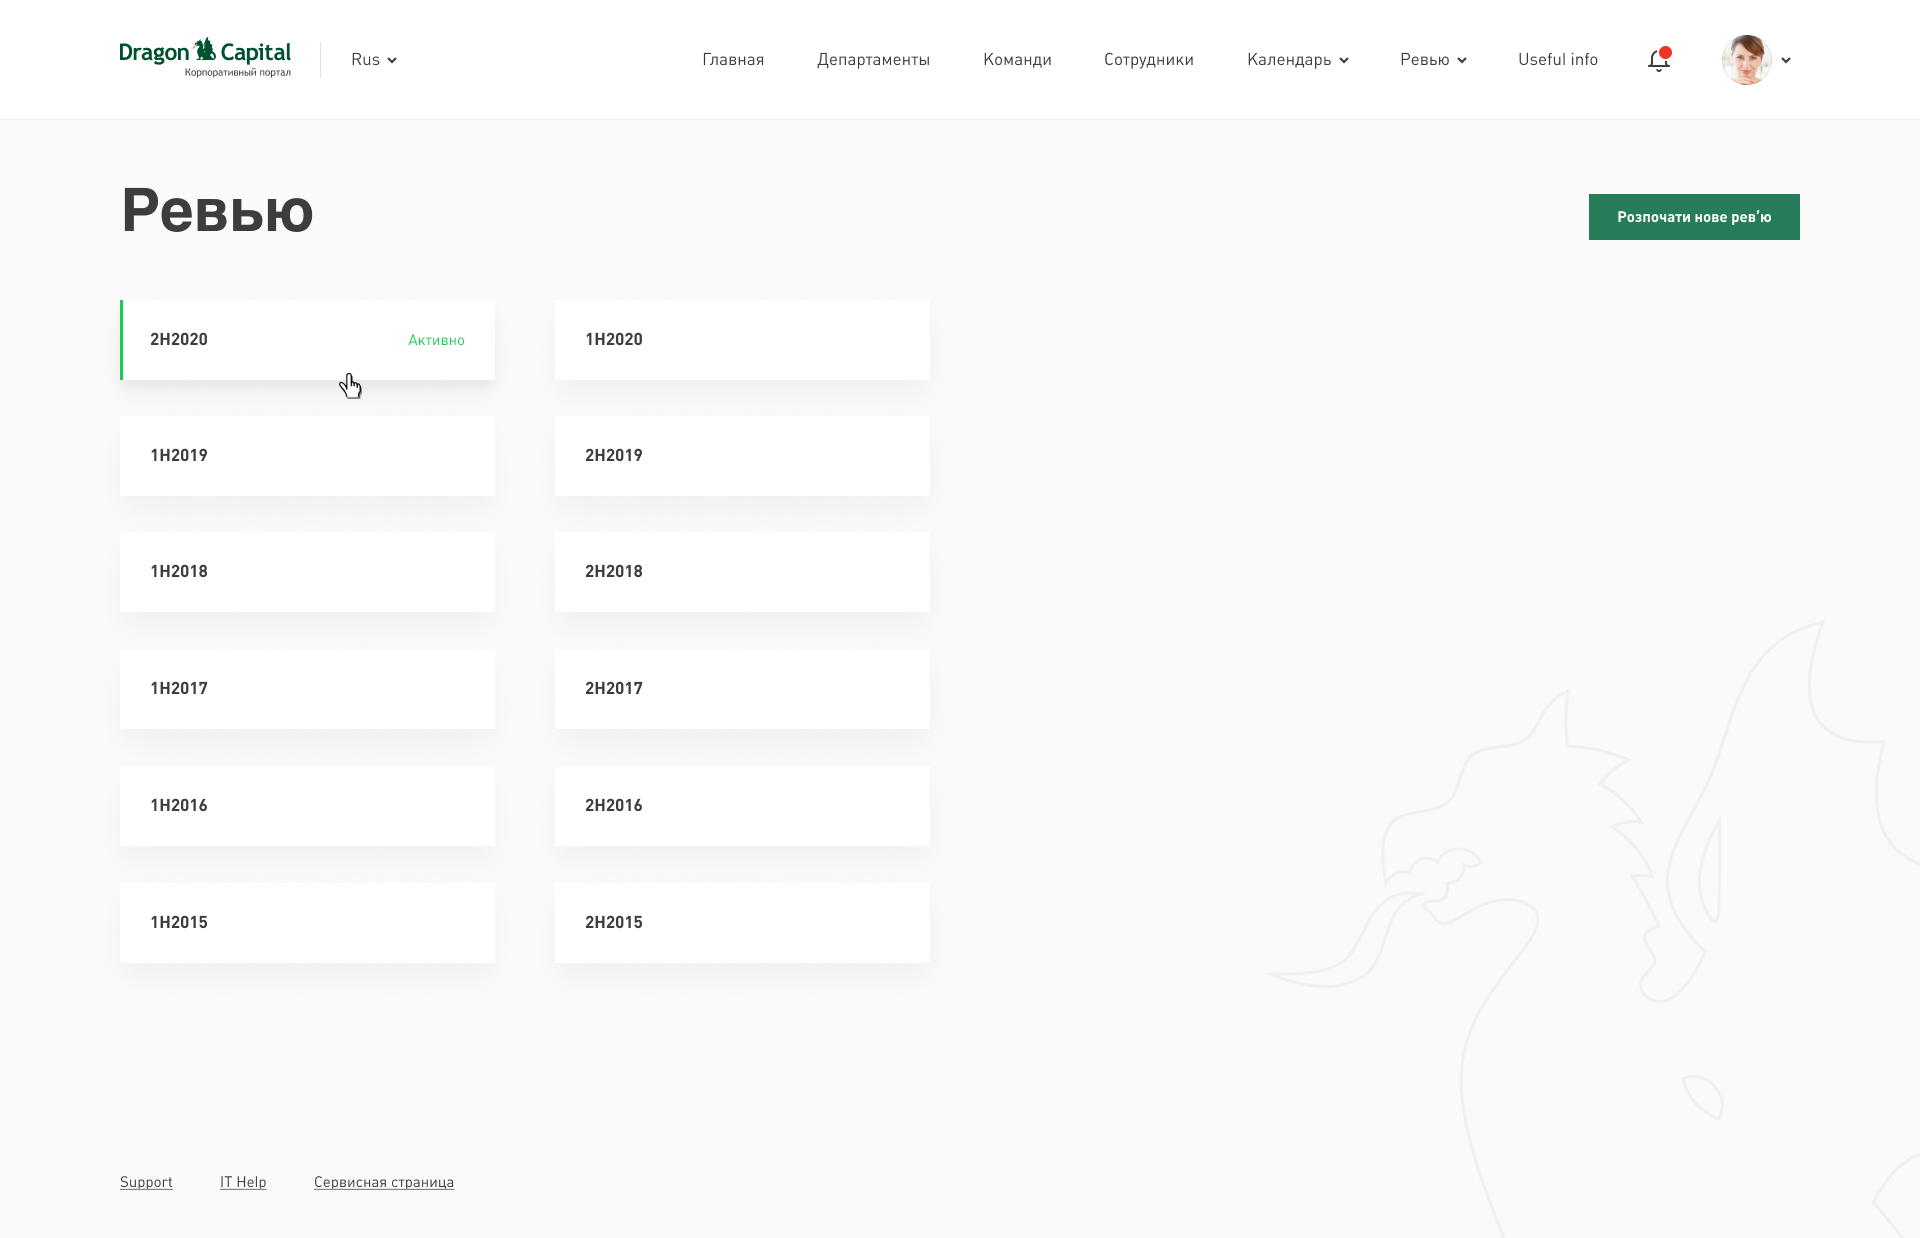 Dragon Capital
Корпоративный портал
Rus
Главная
Департаменты
Команди
Сотрудники
Календарь
Ревью
Useful info
Ревью
Розпочати нове рев’ю
2H2020
Активно
1H2020
1H2019
2H2019
1H2018
2H2018
1H2017
2H2017
1H2016
2H2016
1H2015
2H2015
Support
IT Help
Сервисная страница